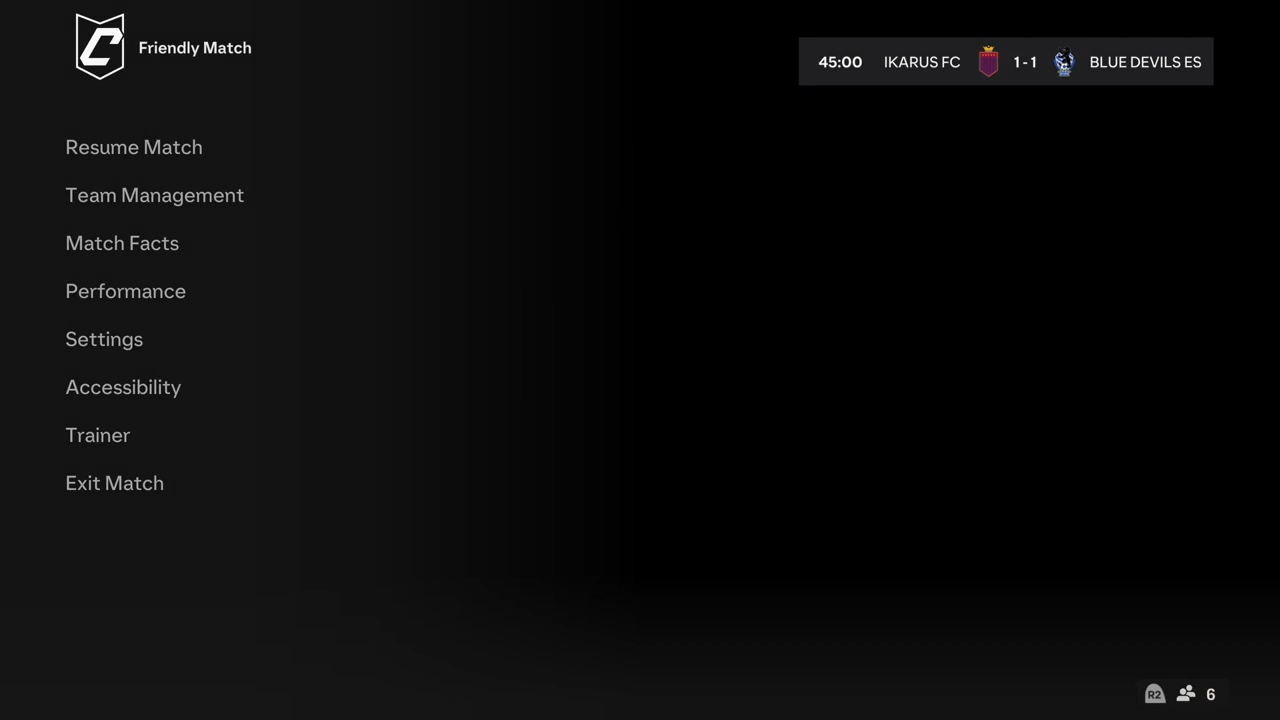 Friendly Match
45:00 IKARUS FC 1 - 1 BLUE DEVILS ES
Resume Match
Team Management
Match Facts
Performance
Settings
Accessibility
Trainer
Exit Match
R2 6